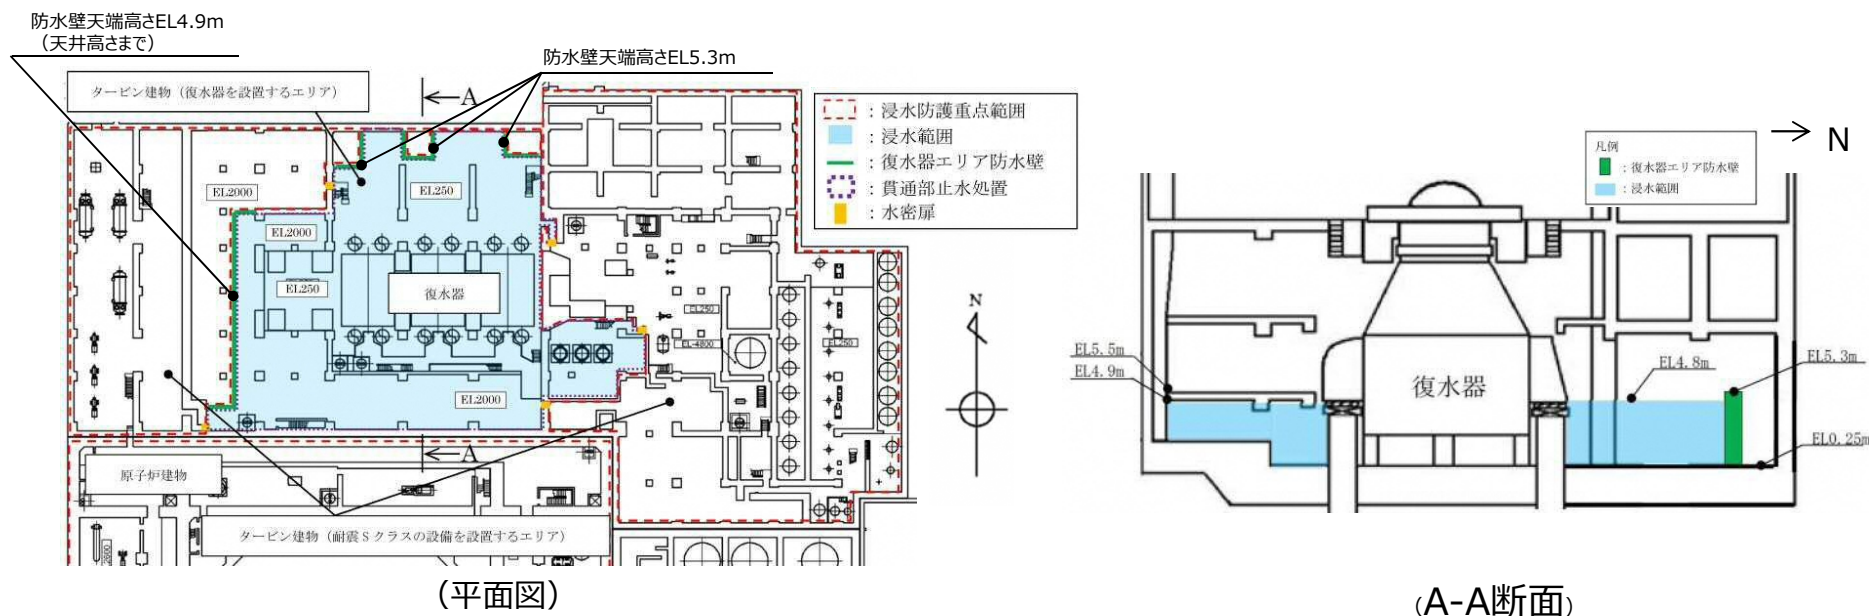 防水壁天端高さEL4.9m
（天井高さまで）
防水壁天端高さEL5.3m
タービン建物（復水器を設置するエリア）
A
EL2000
EL250
EL2000
EL250
復水器
EL2000
EL250
EL-4800
EL250
A
原子炉建物
タービン建物（耐震Ｓクラスの設備を設置するエリア）
：浸水防護重点範囲
：浸水範囲
：復水器エリア防水壁
：貫通部止水処置
：水密扉
N
（平面図）
N
凡例
：復水器エリア防水壁
：浸水範囲
EL5.5m
EL4.9m
復水器
EL4.8m
EL5.3m
EL0.25m
（A-A断面）